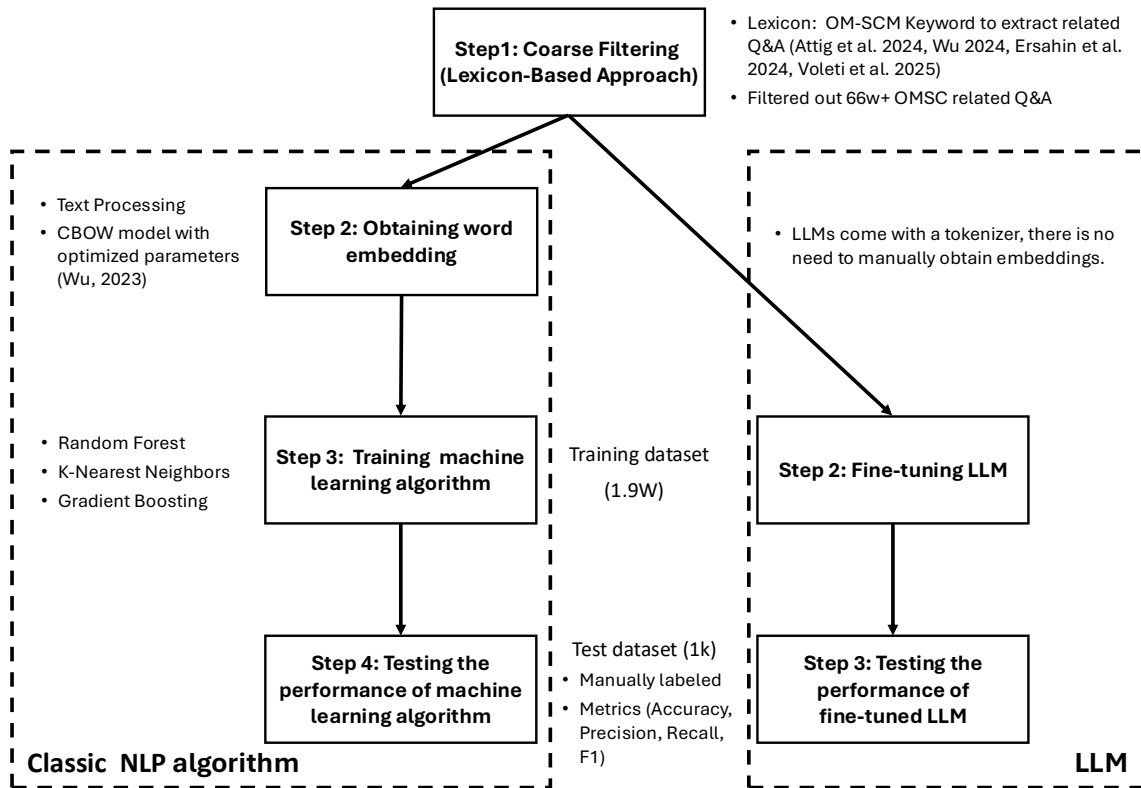 Step1: Coarse Filtering
(Lexicon-Based Approach)
• Lexicon: OM-SCM Keyword to extract related
Q&A (Attig et al. 2024, Wu 2024, Ersahin et al.
2024, Voleti et al. 2025)
• Filtered out 66w+ OMSC related Q&A
• Text Processing
• CBOW model with
optimized parameters
(Wu, 2023)
Step 2: Obtaining word
embedding
• LLMs come with a tokenizer, there is no
need to manually obtain embeddings.
• Random Forest
• K-Nearest Neighbors
• Gradient Boosting
Step 3: Training machine
learning algorithm
Training dataset
(1.9W)
Step 2: Fine-tuning LLM
Step 4: Testing the
performance of machine
learning algorithm
Test dataset (1k)
• Manually labeled
• Metrics (Accuracy,
Precision, Recall,
F1)
Step 3: Testing the
performance of
fine-tuned LLM
Classic NLP algorithm
LLM